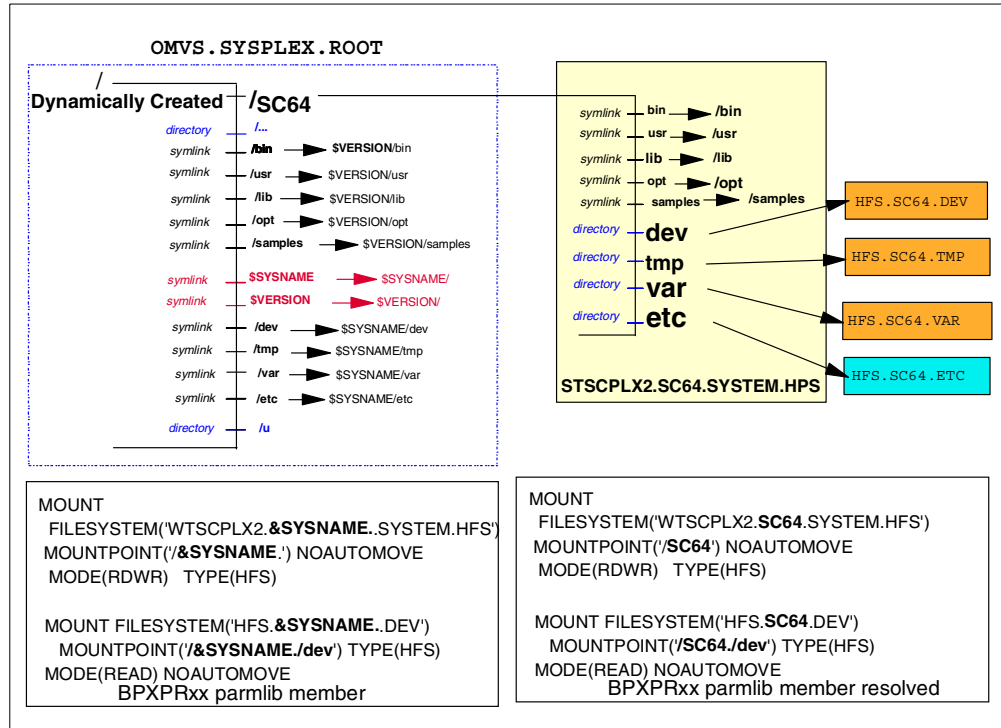 OMVS.SYSPLEX.ROOT
/
Dynamically Created /SC64
directory /...
symlink /bin $VERSION/bin
symlink /usr $VERSION/usr
symlink /lib $VERSION/lib
symlink /opt $VERSION/opt
symlink /samples $VERSION/samples
symlink $SYSNAME $SYSNAME/
symlink $VERSION $VERSION/
symlink /dev $SYSNAME/dev
symlink /tmp $SYSNAME/tmp
symlink /var $SYSNAME/var
symlink /etc $SYSNAME/etc
directory /u
symlink bin /bin
symlink usr /usr
symlink lib /lib
symlink opt /opt
symlink samples /samples
directory dev
directory tmp
directory var
directory etc
STSCPLX2.SC64.SYSTEM.HPS
HFS.SC64.DEV
HFS.SC64.TMP
HFS.SC64.VAR
HFS.SC64.ETC
MOUNT
FILESYSTEM('WTSCPLX2.&SYSNAME..SYSTEM.HFS')
MOUNTPOINT('/&SYSNAME.') NOAUTOMOVE
MODE(RDWR) TYPE(HFS)
MOUNT FILESYSTEM('HFS.&SYSNAME..DEV')
MOUNTPOINT('/&SYSNAME./dev') TYPE(HFS)
MODE(READ) NOAUTOMOVE
BPXPRxx parmlib member
MOUNT
FILESYSTEM('WTSCPLX2.SC64.SYSTEM.HFS')
MOUNTPOINT('/SC64') NOAUTOMOVE
MODE(RDWR) TYPE(HFS)
MOUNT FILESYSTEM('HFS.SC64.DEV')
MOUNTPOINT('/SC64./dev') TYPE(HFS)
MODE(READ) NOAUTOMOVE
BPXPRxx parmlib member resolved